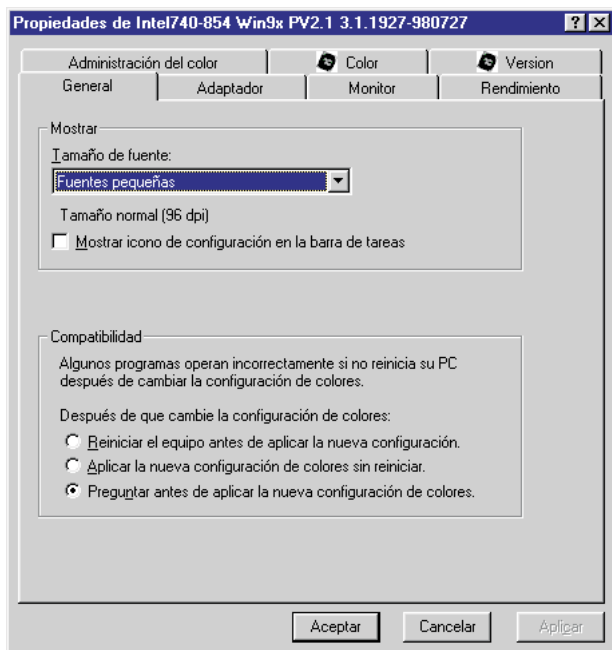 Propiedades de Intel740-854 Win9x PV2.1 3.1.1927-980727
Administración del color Color Version
General Adaptador Monitor Rendimiento
Mostrar
Tamaño de fuente:
Fuentes pequeñas
Tamaño normal (96 dpi)
Mostrar icono de configuración en la barra de tareas
Compatibilidad
Algunos programas operan incorrectamente si no reinicia su PC
después de cambiar la configuración de colores.
Después de que cambie la configuración de colores:
Reiniciar el equipo antes de aplicar la nueva configuración.
Aplicar la nueva configuración de colores sin reiniciar.
Preguntar antes de aplicar la nueva configuración de colores.
Aceptar Cancelar Aplicar